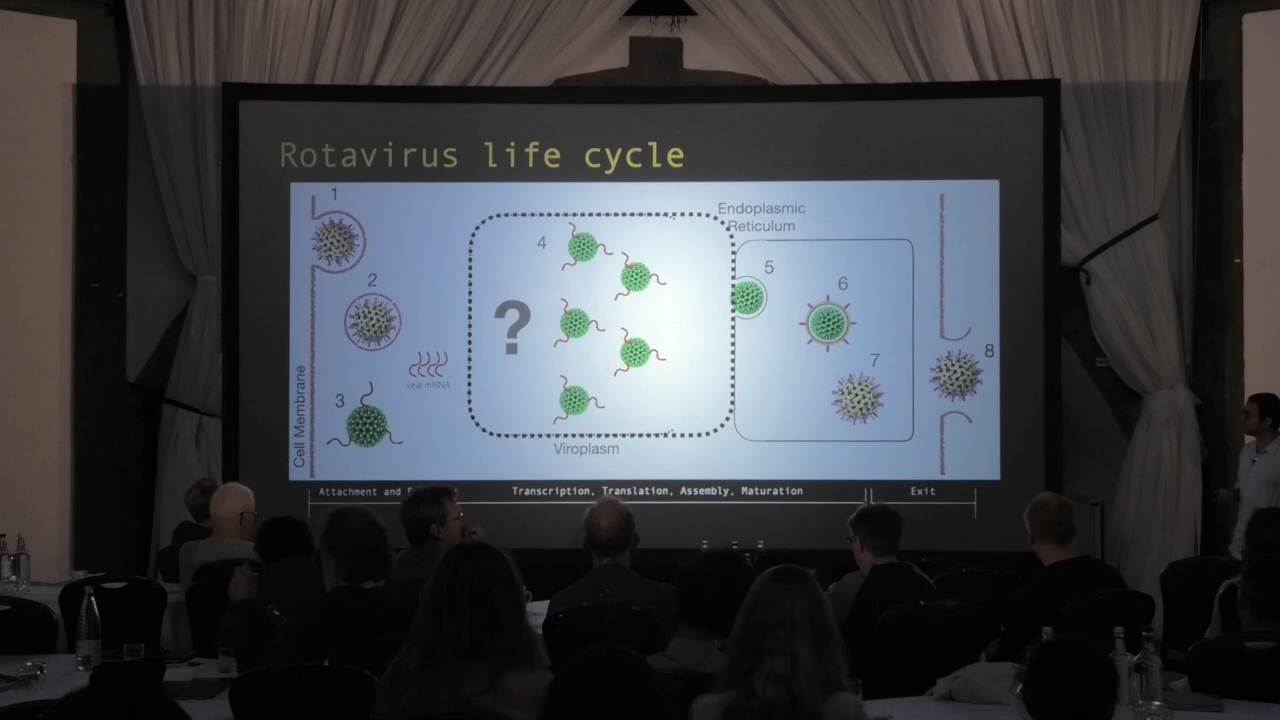 Rotavirus life cycle
1
Endoplasmic
Reticulum
4
5
2
6
?
7
8
viral mRNA
3
Cell Membrane
Viroplasm
Attachment and
Transcription, Translation, Assembly, Maturation
Exit